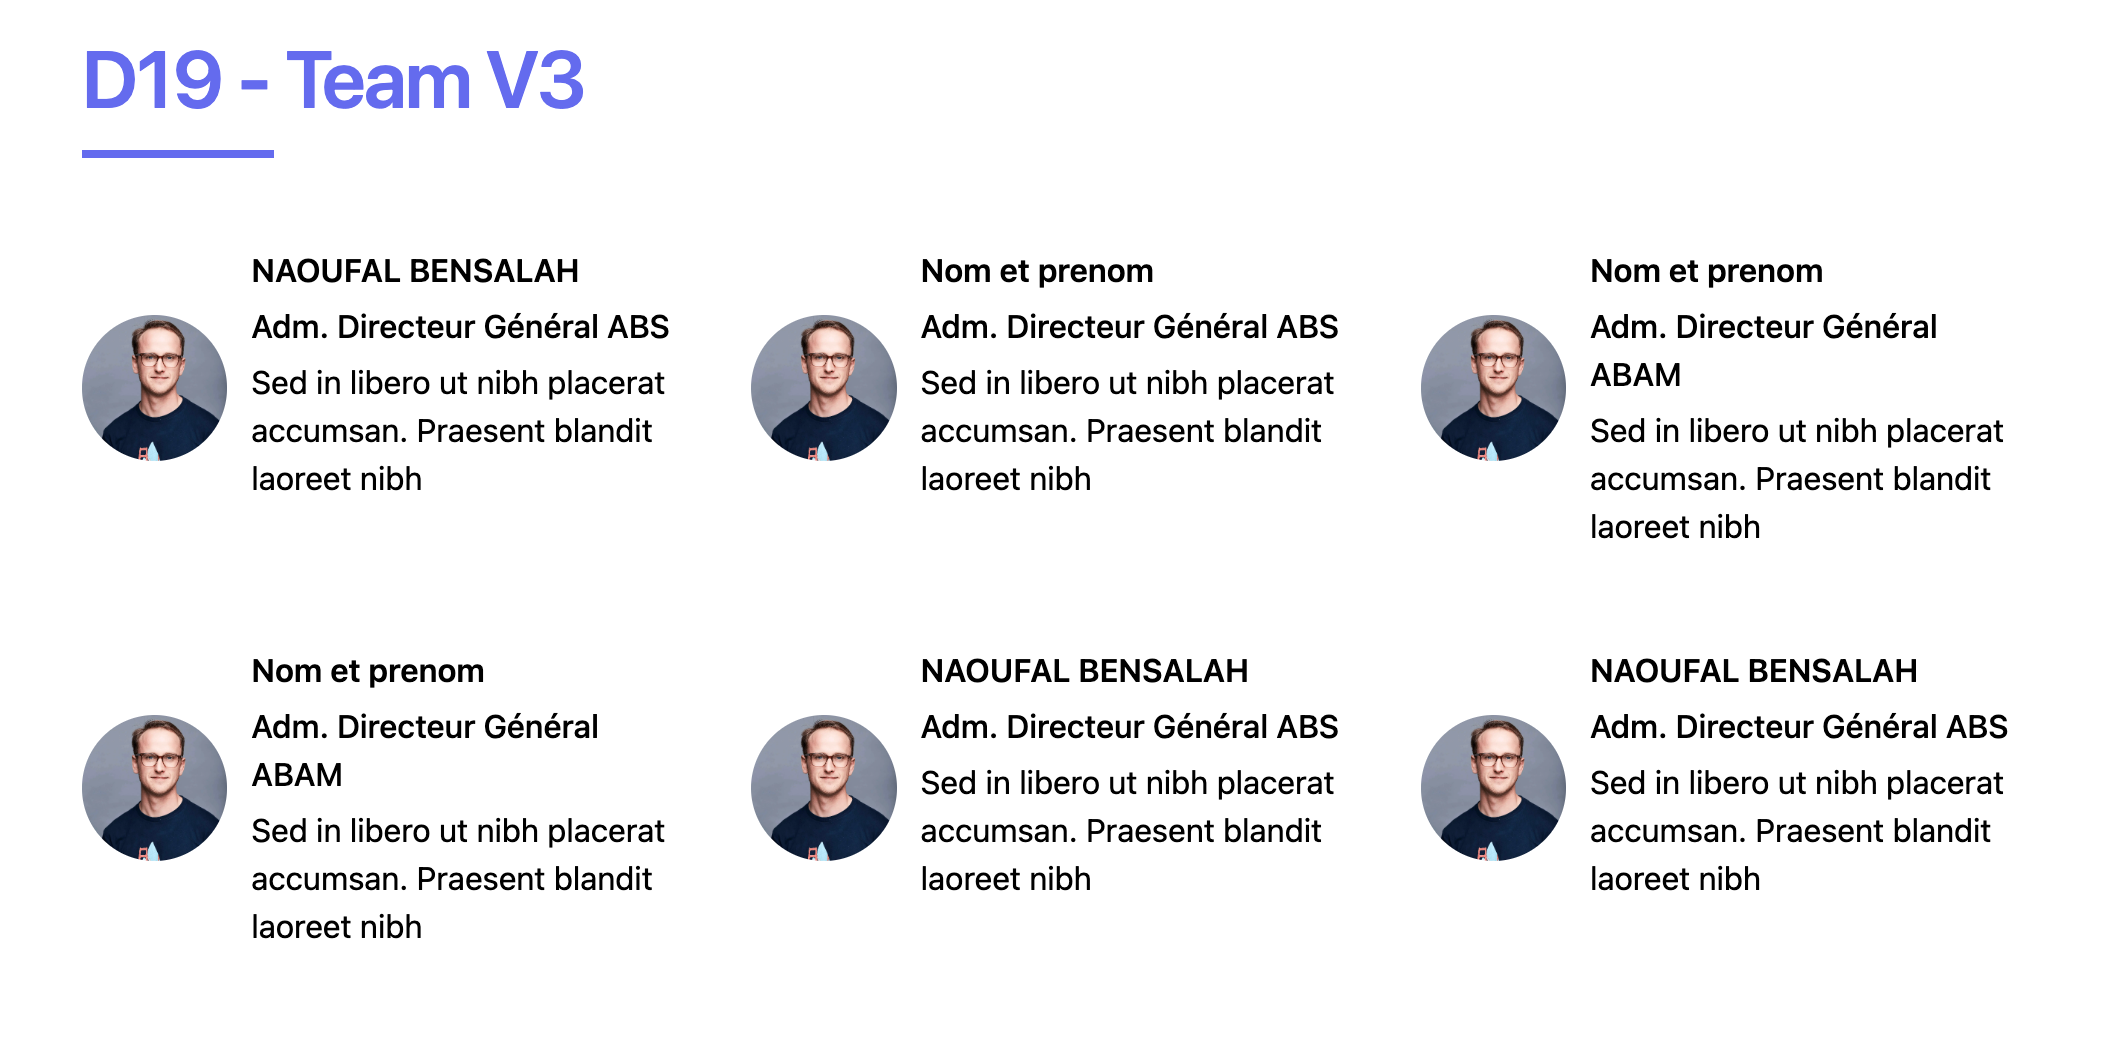 D19 - Team V3
NAOUFAL BENSALAH
Adm. Directeur Général ABS
Sed in libero ut nibh placerat
accumsan. Praesent blandit
laoreet nibh
Nom et prenom
Adm. Directeur Général ABS
Sed in libero ut nibh placerat
accumsan. Praesent blandit
laoreet nibh
Nom et prenom
Adm. Directeur Général
ABAM
Sed in libero ut nibh placerat
accumsan. Praesent blandit
laoreet nibh
Nom et prenom
Adm. Directeur Général
ABAM
Sed in libero ut nibh placerat
accumsan. Praesent blandit
laoreet nibh
NAOUFAL BENSALAH
Adm. Directeur Général ABS
Sed in libero ut nibh placerat
accumsan. Praesent blandit
laoreet nibh
NAOUFAL BENSALAH
Adm. Directeur Général ABS
Sed in libero ut nibh placerat
accumsan. Praesent blandit
laoreet nibh